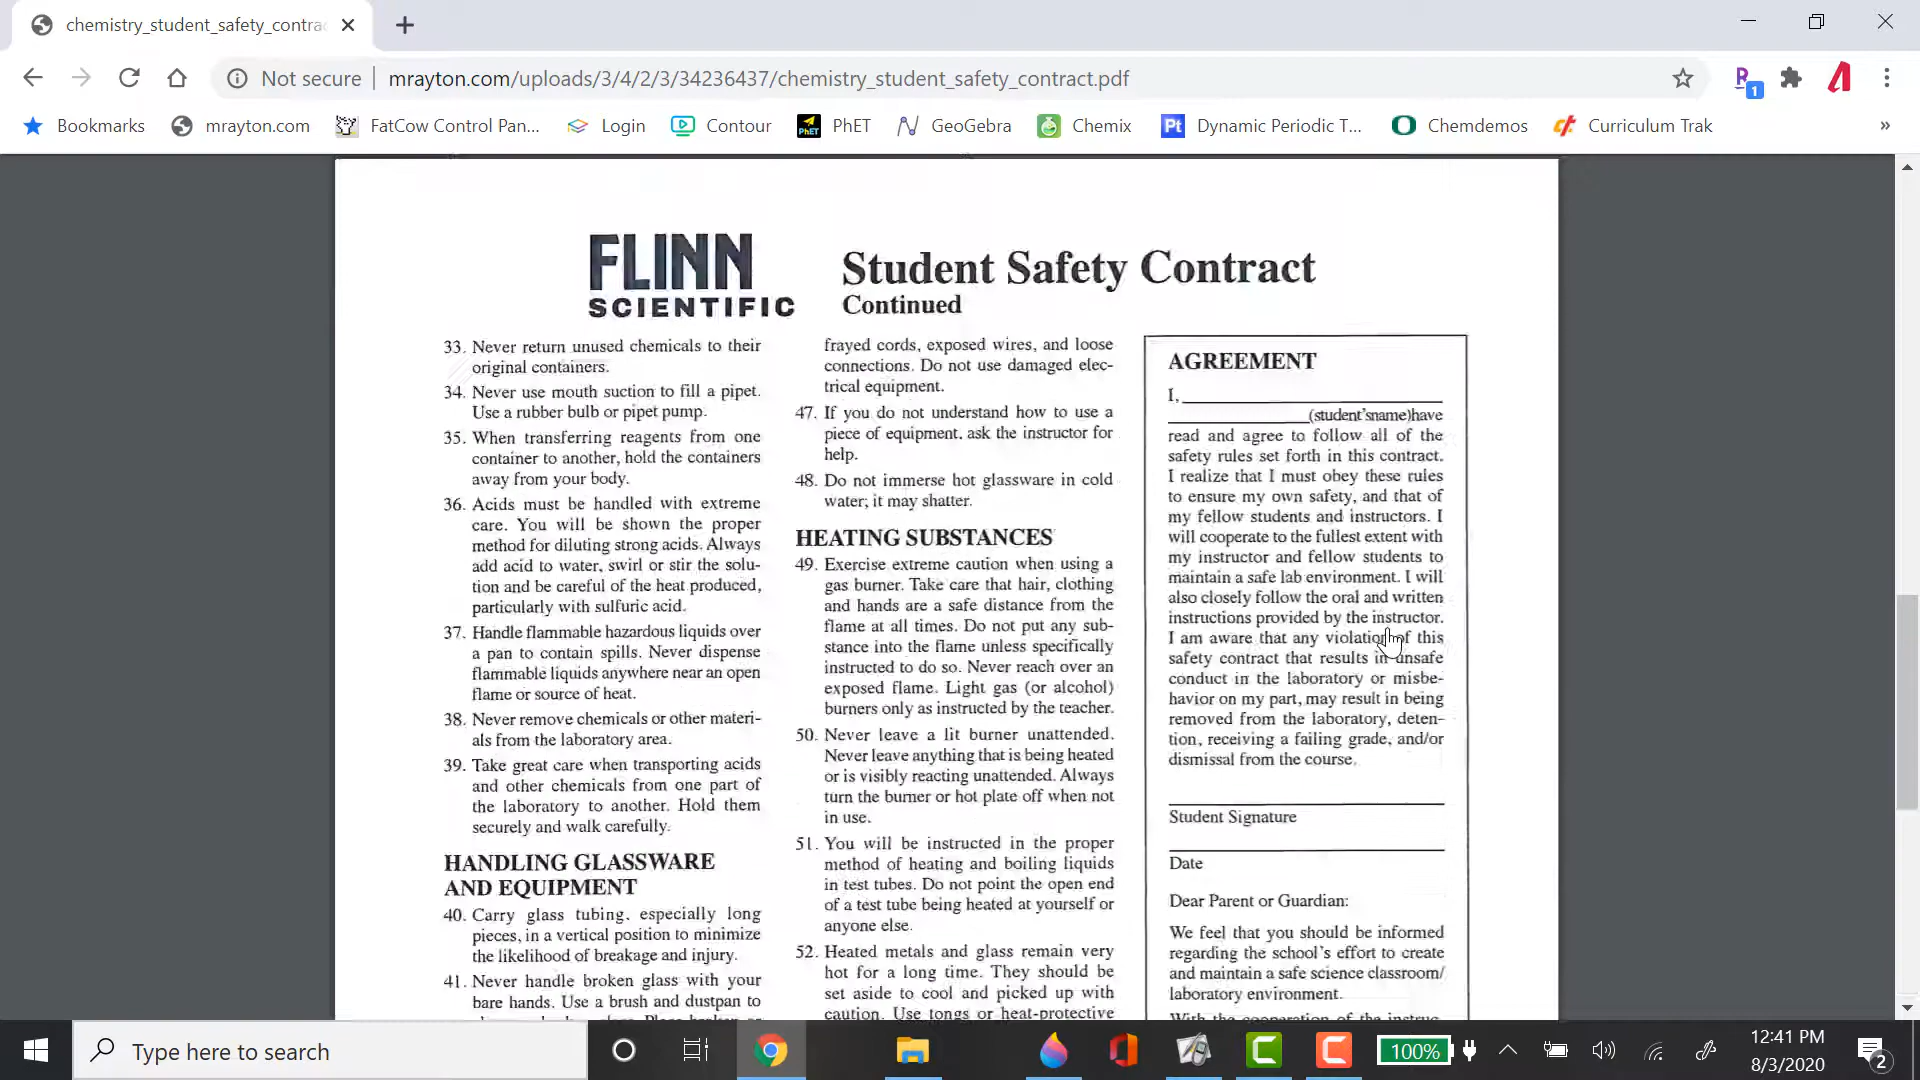 chemistry_student_safety_contra
Not secure
mrayton.com/uploads/3/4/2/3/34236437/chemistry_student_safety_contract.pdf
1
Bookmarks
mrayton.com
FatCow Control Pan...
Login
Contour
PhET
PhET
GeoGebra
Chemix
Pt
Dynamic Periodic T...
Chemdemos
Curriculum Trak
»
FLINN
SCIENTIFIC
Student Safety Contract
Continued
33. Never return unused chemicals to their
original containers.
34. Never use mouth suction to fill a pipet.
Use a rubber bulb or pipet pump.
35. When transferring reagents from one
container to another, hold the containers
away from your body.
36. Acids must be handled with extreme
care. You will be shown the proper
method for diluting strong acids. Always
add acid to water, swirl or stir the solu-
tion and be careful of the heat produced,
particularly with sulfuric acid.
37. Handle flammable hazardous liquids over
a pan to contain spills. Never dispense
flammable liquids anywhere near an open
flame or source of heat.
38. Never remove chemicals or other materi-
als from the laboratory area.
39. Take great care when transporting acids
and other chemicals from one part of
the laboratory to another. Hold them
securely and walk carefully.
HANDLING GLASSWARE
AND EQUIPMENT
40. Carry glass tubing, especially long
pieces, in a vertical position to minimize
the likelihood of breakage and injury.
41. Never handle broken glass with your
bare hands. Use a brush and dustpan to
frayed cords, exposed wires, and loose
connections. Do not use damaged elec-
trical equipment.
47. If you do not understand how to use a
piece of equipment, ask the instructor for
help.
48. Do not immerse hot glassware in cold
water; it may shatter.
HEATING SUBSTANCES
49. Exercise extreme caution when using a
gas burner. Take care that hair, clothing
and hands are a safe distance from the
flame at all times. Do not put any sub-
stance into the flame unless specifically
instructed to do so. Never reach over an
exposed flame. Light gas (or alcohol)
burners only as instructed by the teacher.
50. Never leave a lit burner unattended.
Never leave anything that is being heated
or is visibly reacting unattended. Always
turn the burner or hot plate off when not
in use.
51. You will be instructed in the proper
method of heating and boiling liquids
in test tubes. Do not point the open end
of a test tube being heated at yourself or
anyone else.
52. Heated metals and glass remain very
hot for a long time. They should be
set aside to cool and picked up with
caution. Use tongs or heat-protective
AGREEMENT
I,
(student'sname)have
read and agree to follow all of the
safety rules set forth in this contract.
I realize that I must obey these rules
to ensure my own safety, and that of
my fellow students and instructors. I
will cooperate to the fullest extent with
my instructor and fellow students to
maintain a safe lab environment. I will
also closely follow the oral and written
instructions provided by the instructor.
I am aware that any violation of this
safety contract that results in unsafe
conduct in the laboratory or misbe-
havior on my part, may result in being
removed from the laboratory, deten-
tion, receiving a failing grade, and/or
dismissal from the course.
Student Signature
Date
Dear Parent or Guardian:
We feel that you should be informed
regarding the school's effort to create
and maintain a safe science classroom/
laboratory environment.
With the cooperation of the instruc-
Type here to search
100%
12:41 PM
8/3/2020
2